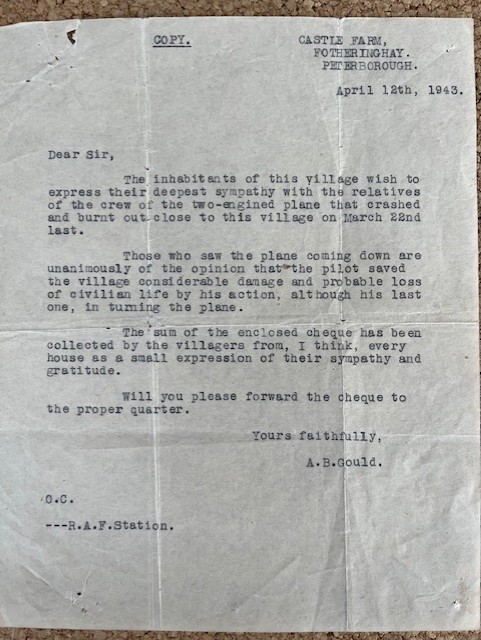 COPY.
CASTLE FARM,
FOTHERINGHAY.
PETERBOROUGH.
April 12th, 1943.
Dear Sir,
The inhabitants of this village wish to
express their deepest sympathy with the relatives
of the crew of the two-engined plane that crashed
and burnt out close to this village on March 22nd
last.
Those who saw the plane coming down are
unanimously of the opinion that the pilot saved
the village considerable damage and probable loss
of civilian life by his action, although his last
one, in turning the plane.
The sum of the enclosed cheque has been
collected by the villagers from, I think, every
house as a small expression of their sympathy and
gratitude.
Will you please forward the cheque to
the proper quarter.
Yours faithfully,
A.B.Gould.
O.C.
---R.A.F.Station.